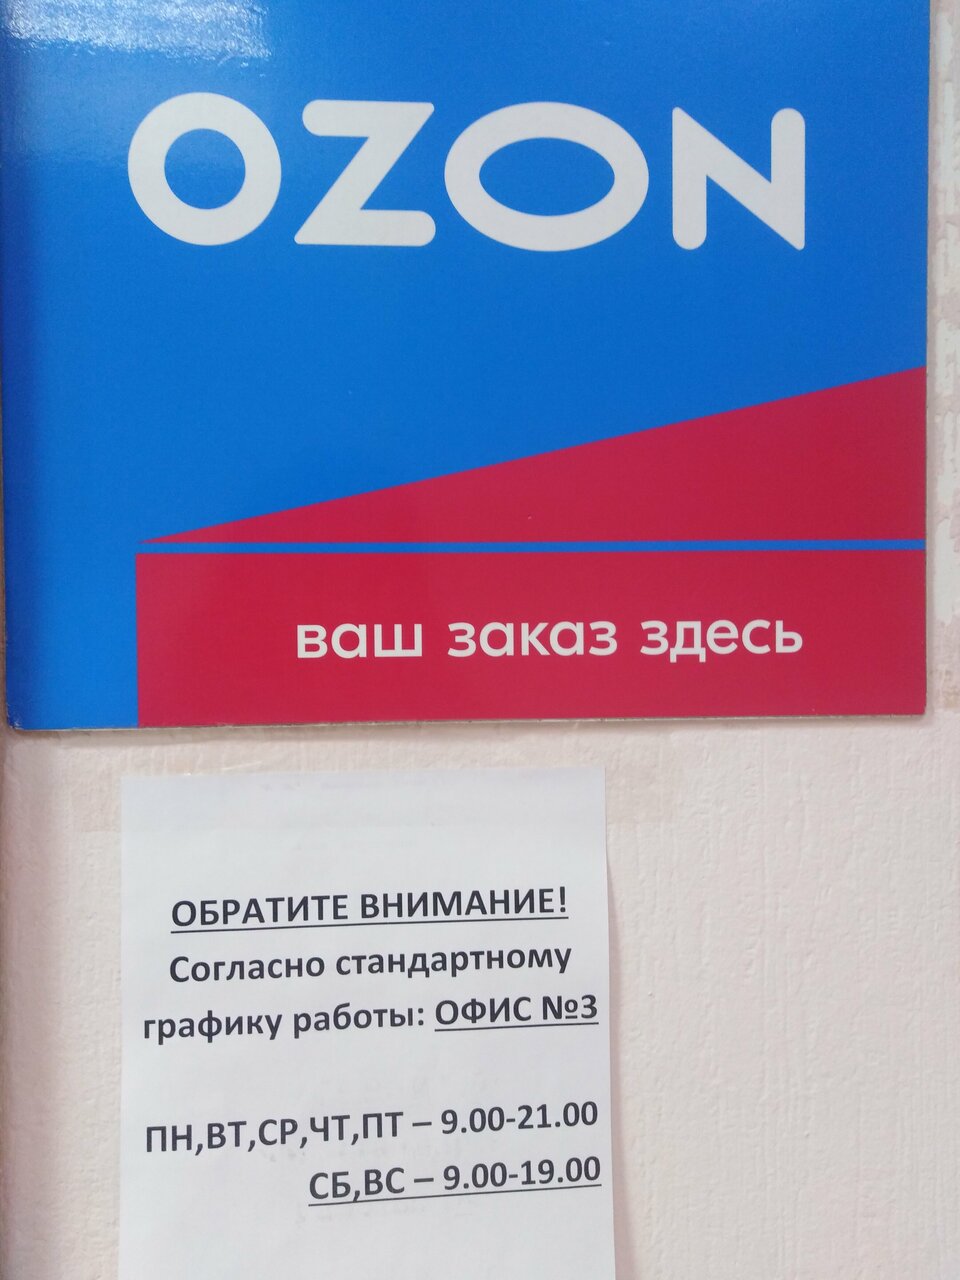 OZON
ваш заказ здесь
ОБРАТИТЕ ВНИМАНИЕ!
Согласно стандартному
графику работы: ОФИС №3
ПН,ВТ,СР,ЧТ,ПТ – 9.00-21.00
СБ,ВС – 9.00-19.00